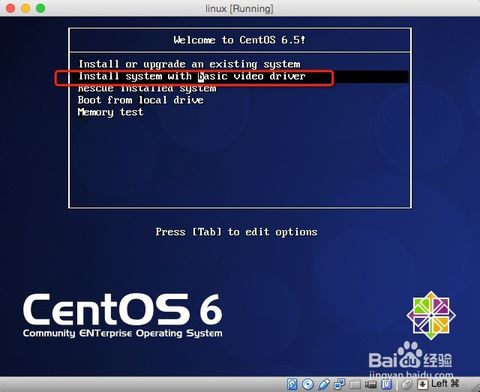 linux [Running]
Welcome to CentOS 6.5!
Install or upgrade an existing system
Install system with basic video driver
Rescue installed system
Boot from local drive
Memory test
Press [Tab] to edit options
CentOS 6
Community ENTerprise Operating System
Baidu 经验
jingyan.baidu.com
Left ⌘